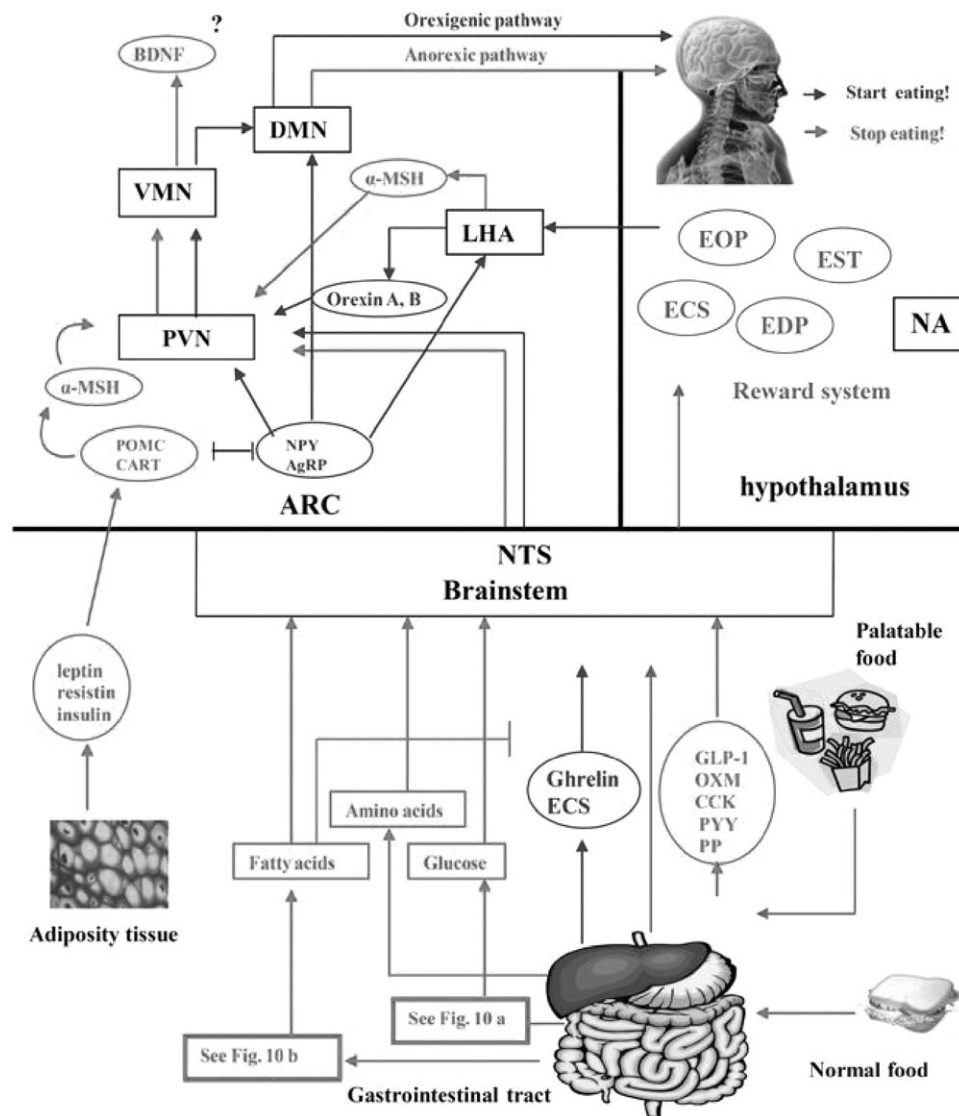 Orexigenic pathway
?
BDNF
Anorexic pathway
Start eating!
DMN
Stop eating!
α-MSH
VMN
LHA
EOP
EST
Orexin A, B
ECS
EDP
NA
PVN
α-MSH
Reward system
POMC
CART
NPY
AgRP
ARC
hypothalamus
NTS
Brainstem
Palatable
food
leptin
resistin
insulin
GLP-1
OXM
CCK
PYY
PP
Ghrelin
ECS
Amino acids
Fatty acids
Glucose
Adiposity tissue
See Fig. 10 a
See Fig. 10 b
Gastrointestinal tract
Normal food